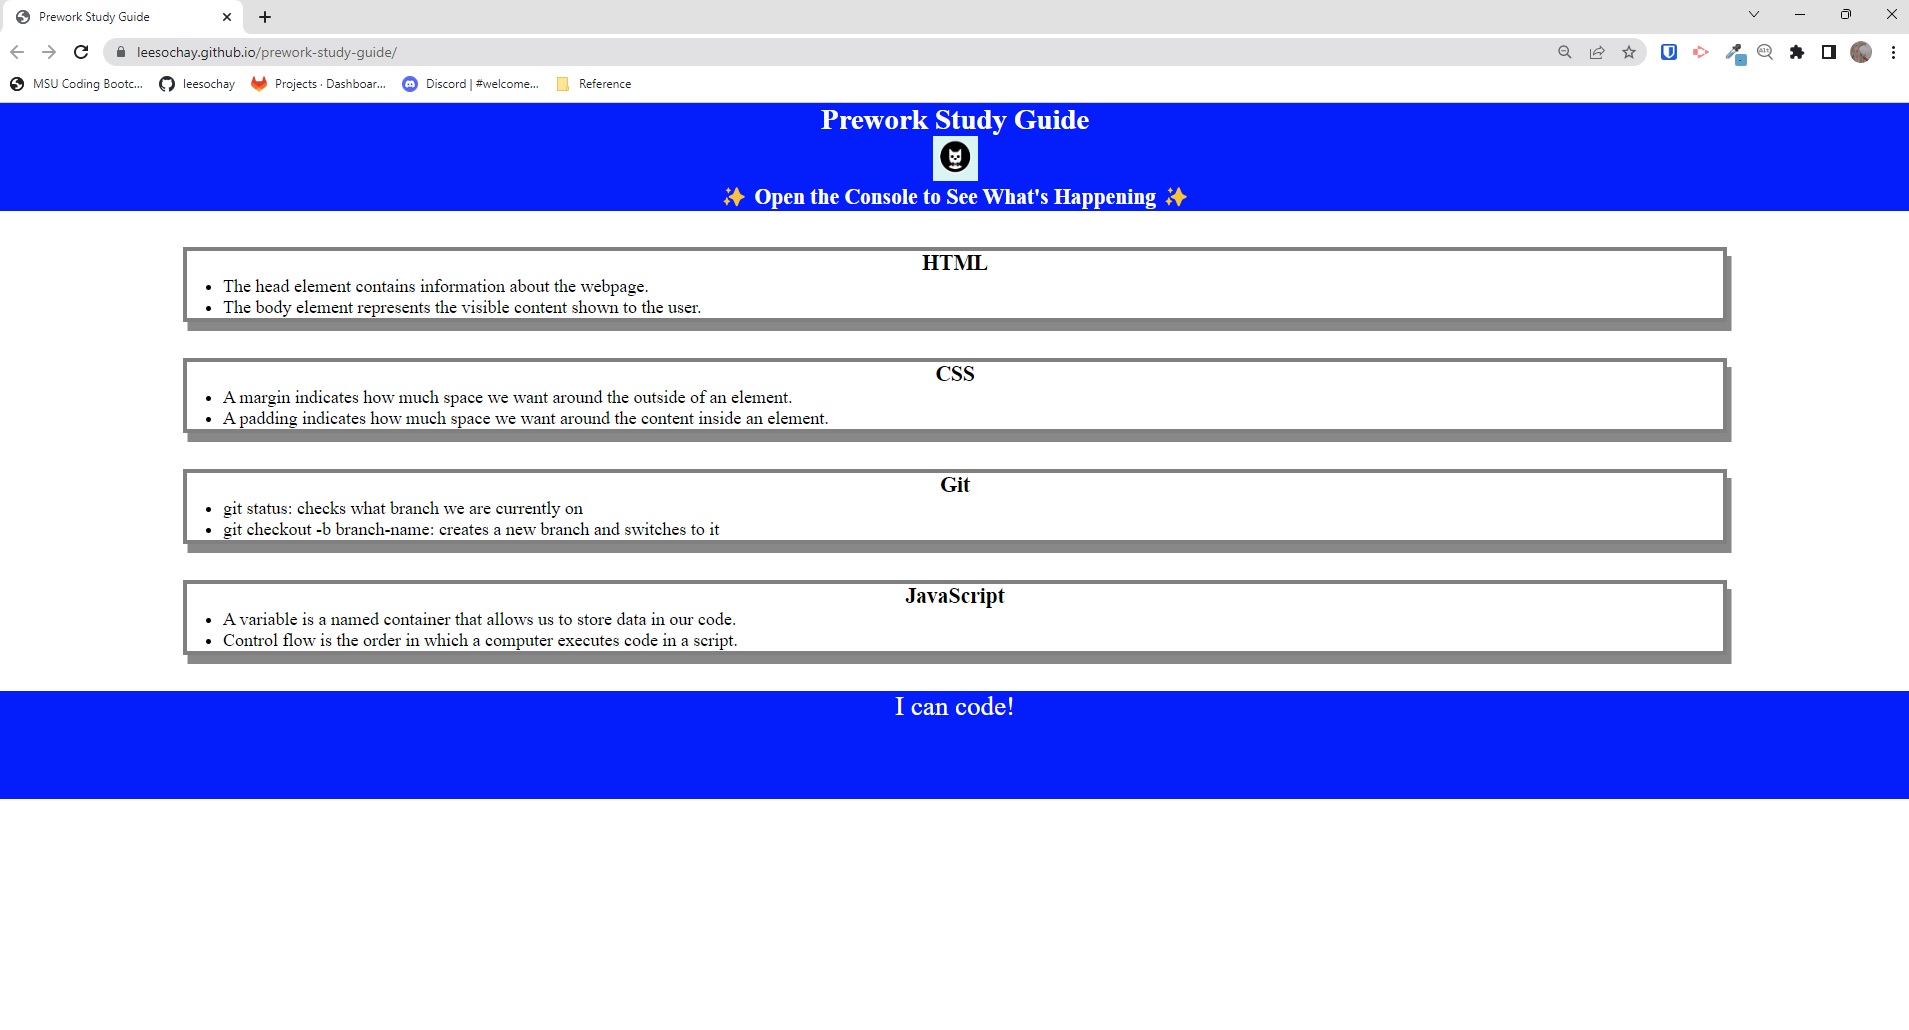 Prework Study Guide
leesochay.github.io/prework-study-guide/
MSU Coding Bootc... leesochay Projects · Dashboar... Discord | #welcome... Reference
Prework Study Guide
✨ Open the Console to See What's Happening ✨
HTML
• The head element contains information about the webpage.
• The body element represents the visible content shown to the user.
CSS
• A margin indicates how much space we want around the outside of an element.
• A padding indicates how much space we want around the content inside an element.
Git
• git status: checks what branch we are currently on
• git checkout -b branch-name: creates a new branch and switches to it
JavaScript
• A variable is a named container that allows us to store data in our code.
• Control flow is the order in which a computer executes code in a script.
I can code!